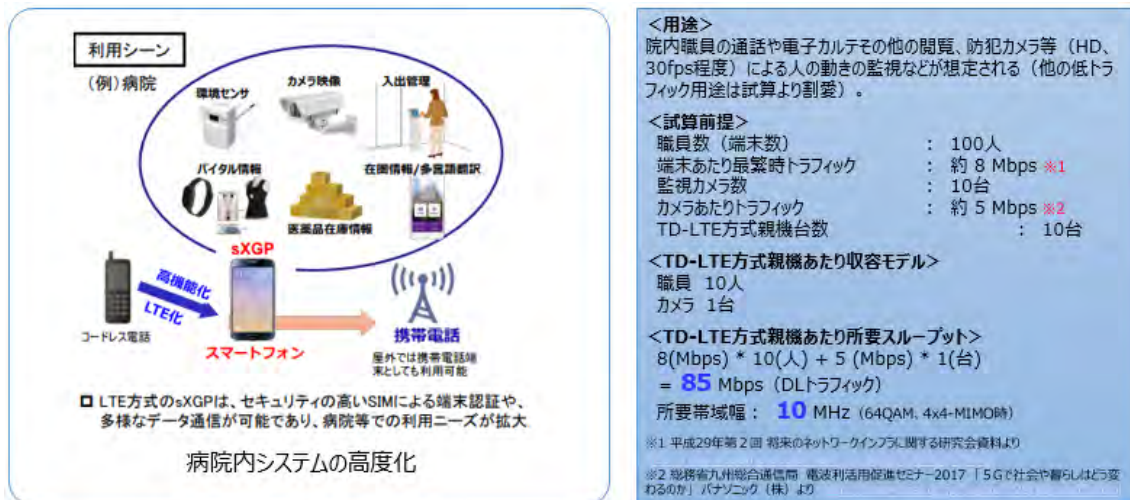 利用シーン
(例)病院
環境センサ
カメラ映像
入出管理
バイタル情報
医薬品在庫情報
在圏情報/多言語翻訳
sXGP
高機能化
LTE化
コードレス電話
スマートフォン
携帯電話
屋外では携帯電話端
末としても利用可能
□ LTE方式のsXGPは、セキュリティの高いSIMによる端末認証や、
多様なデータ通信が可能であり、病院等での利用ニーズが拡大
病院内システムの高度化
<用途>
院内職員の通話や電子カルテその他の閲覧、防犯カメラ等（HD、
30fps程度）による人の動きの監視などが想定される（他の低トラ
フィック用途は試算より割愛）。
<試算前提>
職員数（端末数） ： 100人
端末あたり最繁時トラフィック ： 約 8 Mbps ※1
監視カメラ数 ： 10台
カメラあたりトラフィック ： 約 5 Mbps ※2
TD-LTE方式親機台数 ： 10台
<TD-LTE方式親機あたり収容モデル>
職員 10人
カメラ 1台
<TD-LTE方式親機あたり所要スループット>
8(Mbps) * 10(人) + 5 (Mbps) * 1(台)
= 85 Mbps（DLトラフィック）
所要帯域幅： 10 MHz（64QAM、4x4-MIMO時）
※1 平成29年第２回 将来のネットワークインフラに関する研究会資料より
※2 総務省九州総合通信局 電波利活用促進セミナー2017 「５Gで社会や暮らしはどう変
わるのか」パナソニック（株）より